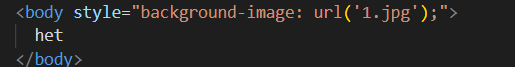 <body style="background-image: url('1.jpg');">
het
</body>